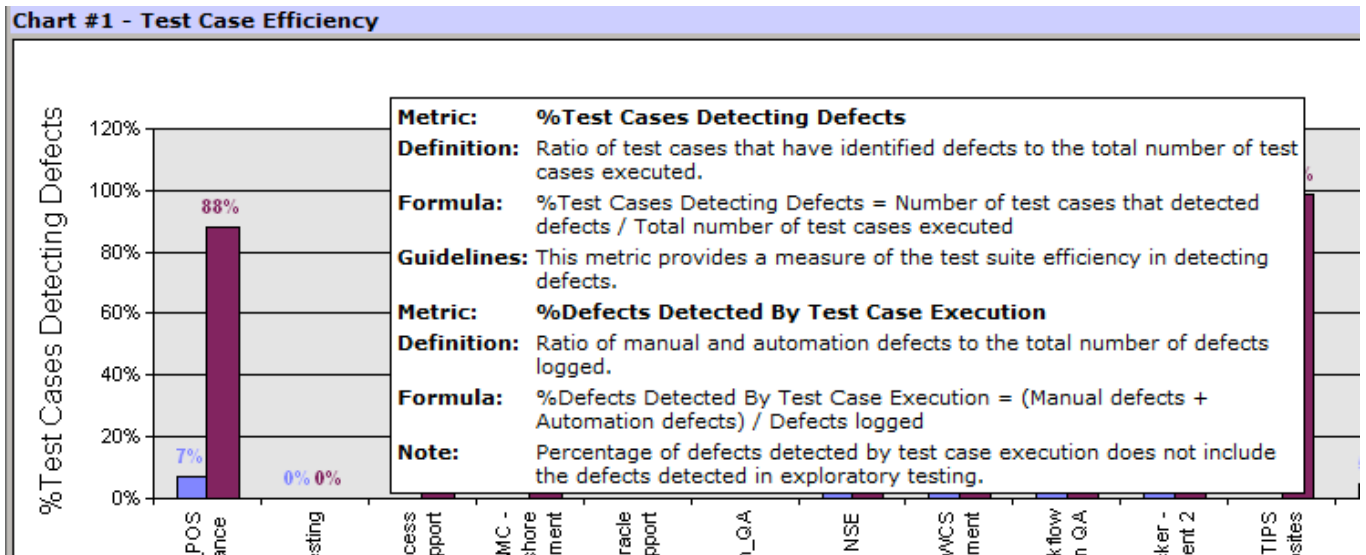 Chart #1 - Test Case Efficiency
%Test Cases Detecting Defects
120%
100%
80%
60%
40%
20%
0%
88%
7%
0% 0%
Metric: %Test Cases Detecting Defects
Definition: Ratio of test cases that have identified defects to the total number of test
cases executed.
Formula: %Test Cases Detecting Defects = Number of test cases that detected
defects / Total number of test cases executed
Guidelines: This metric provides a measure of the test suite efficiency in detecting
defects.
Metric: %Defects Detected By Test Case Execution
Definition: Ratio of manual and automation defects to the total number of defects
logged.
Formula: %Defects Detected By Test Case Execution = (Manual defects +
Automation defects) / Defects logged
Note: Percentage of defects detected by test case execution does not include
the defects detected in exploratory testing.
%
POS
ance
sting
cess
pport
MC -
shore
ment
racle
pport
_QA
NSE
WCS
ment
kflow
QA
ker -
ent 2
TIPS
sites